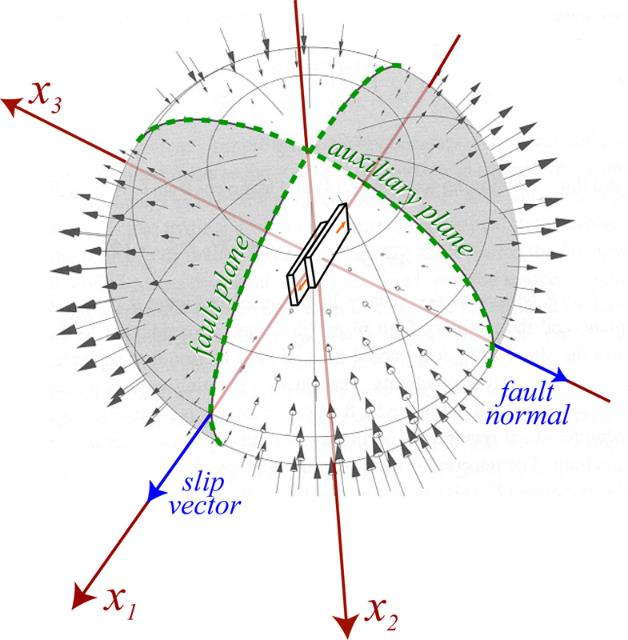 x3
auxiliary plane
fault plane
fault
normal
slip
vector
x1
x2